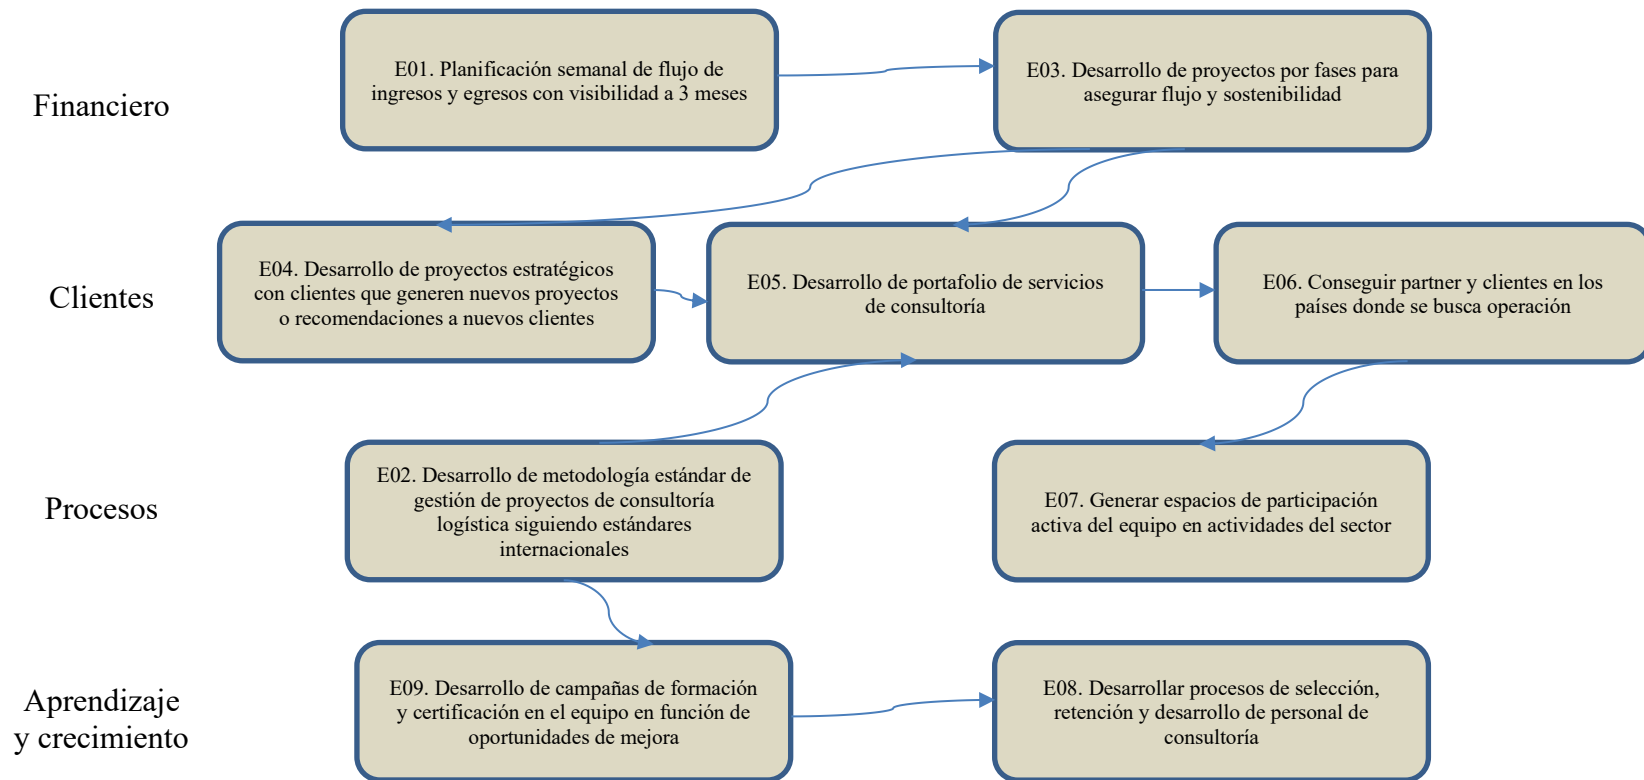 Financiero
E01. Planificación semanal de flujo de
ingresos y egresos con visibilidad a 3 meses
E03. Desarrollo de proyectos por fases para
asegurar flujo y sostenibilidad
Clientes
E04. Desarrollo de proyectos estratégicos
con clientes que generen nuevos proyectos
o recomendaciones a nuevos clientes
E05. Desarrollo de portafolio de servicios
de consultoría
E06. Conseguir partner y clientes en los
países donde se busca operación
Procesos
E02. Desarrollo de metodología estándar de
gestión de proyectos de consultoría
logística siguiendo estándares
internacionales
E07. Generar espacios de participación
activa del equipo en actividades del sector
Aprendizaje
y crecimiento
E09. Desarrollo de campañas de formación
y certificación en el equipo en función de
oportunidades de mejora
E08. Desarrollar procesos de selección,
retención y desarrollo de personal de
consultoría